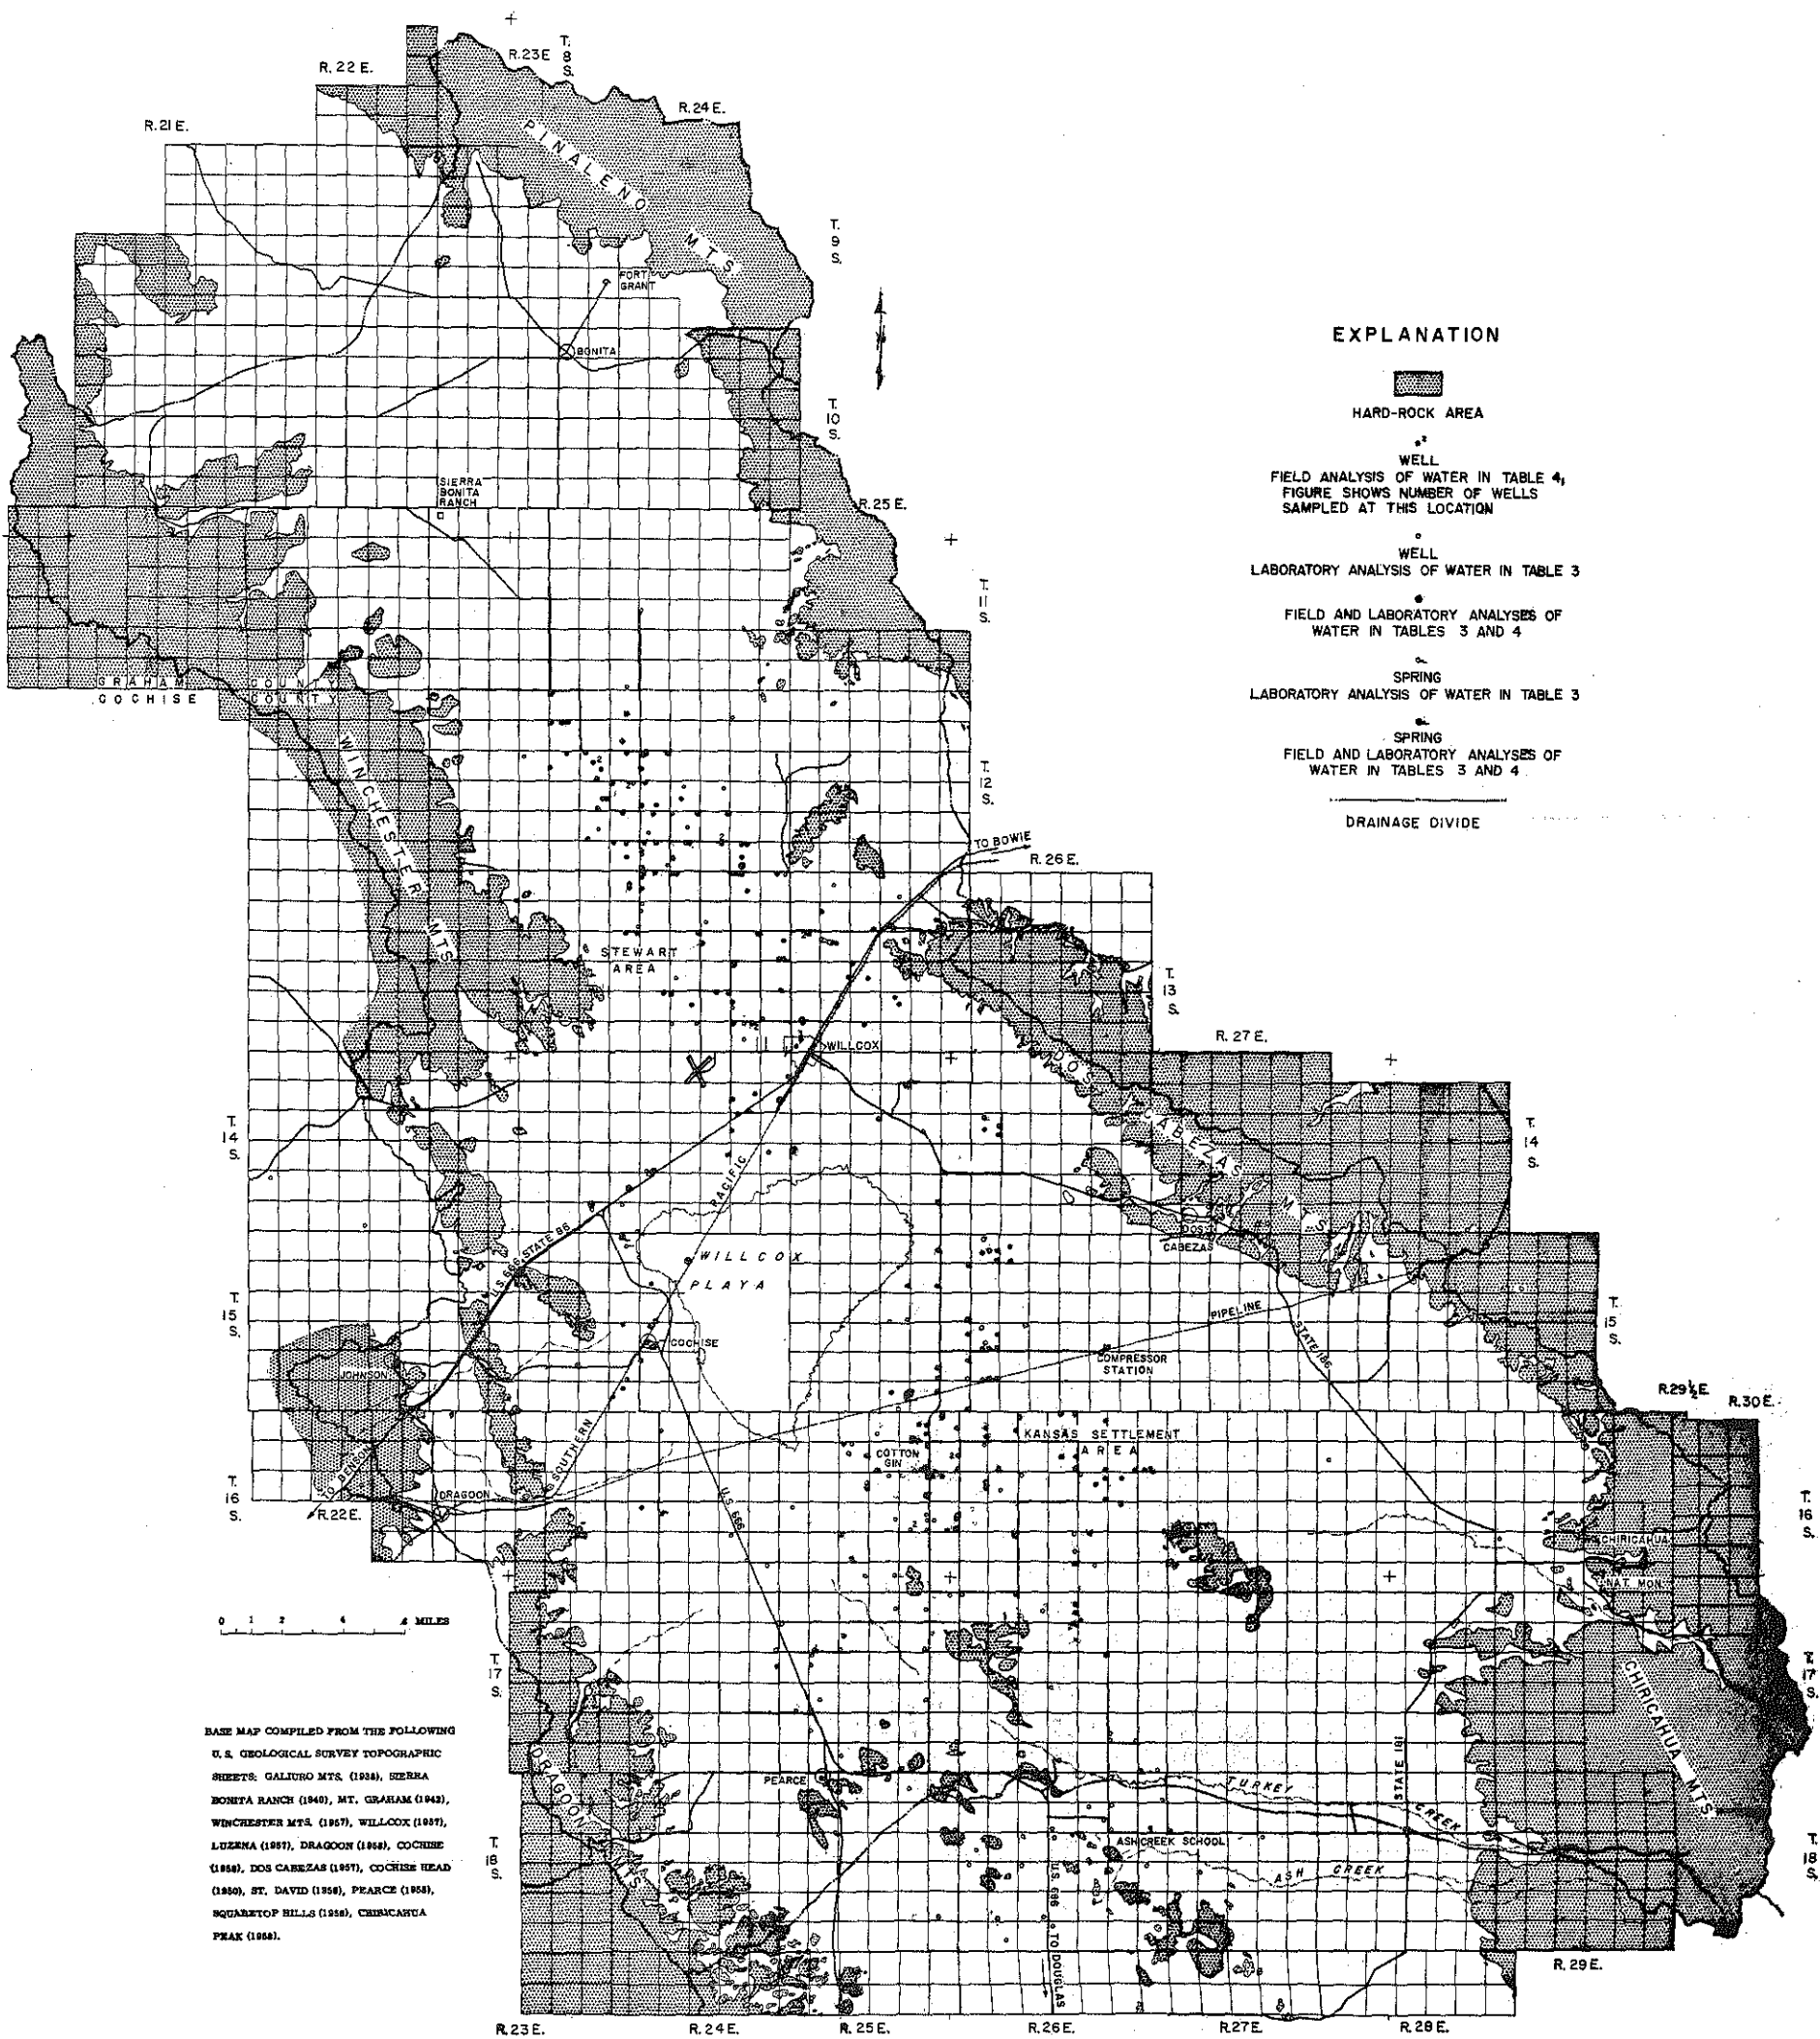 R. 22 E.
R.23E
T.
8
S.
R.24 E.
R.21 E.
PINALENO MTS
T.
9
S.
FORT
GRANT
BONITA
T.
10
S.
SIERRA
BONITA
RANCH
R.25 E.
T.
11
S.
GRAHAM COUNTY
COCHISE COUNTY
WINCHESTER MTS
T.
12
S.
TO BOWIE
R. 26 E.
STEWART
AREA
T.
13
S.
WILLCOX
R. 27 E.
DOS CABEZAS MTS
T.
14
S.
T.
14
S.
PACIFIC
U.S. 666-STATE 86
WILLCOX
PLAYA
DOS
CABEZAS
T.
15
S.
PIPELINE
STATE 186
T.
15
S.
COCHISE
JOHNSON
COMPRESSOR
STATION
R.29½E.
R.30 E.
KANSAS SETTLEMENT
AREA
COTTON
GIN
SOUTHERN
TO BENSON
DRAGOON
T.
16
S.
R.22 E.
U.S. 666
T.
16
S.
CHIRICAHUA
NAT. MON.
T.
17
S.
T.
17
S.
CHIRICAHUA MTS
DRAGOON MTS
PEARCE
TURKEY CREEK
STATE 181
ASH CREEK SCHOOL
ASH CREEK
T.
18
S.
T.
18
S.
U.S. 666 TO DOUGLAS
R. 29 E.
R.23E.
R.24E.
R.25E.
R.26E.
R.27E.
R.28E.
EXPLANATION
HARD-ROCK AREA
2
WELL
FIELD ANALYSIS OF WATER IN TABLE 4,
FIGURE SHOWS NUMBER OF WELLS
SAMPLED AT THIS LOCATION
WELL
LABORATORY ANALYSIS OF WATER IN TABLE 3
FIELD AND LABORATORY ANALYSES OF
WATER IN TABLES 3 AND 4
SPRING
LABORATORY ANALYSIS OF WATER IN TABLE 3
SPRING
FIELD AND LABORATORY ANALYSES OF
WATER IN TABLES 3 AND 4
DRAINAGE DIVIDE
0 1 2 4 6 MILES
BASE MAP COMPILED FROM THE FOLLOWING
U.S. GEOLOGICAL SURVEY TOPOGRAPHIC
SHEETS: GALIURO MTS. (1938), SIERRA
BONITA RANCH (1940), MT. GRAHAM (1942),
WINCHESTER MTS. (1957), WILLCOX (1957),
LUZENA (1957), DRAGOON (1958), COCHISE
(1958), DOS CABEZAS (1957), COCHISE HEAD
(1950), ST. DAVID (1958), PEARCE (1958),
SQUARETOP HILLS (1958), CHIRICAHUA
PEAK (1958).